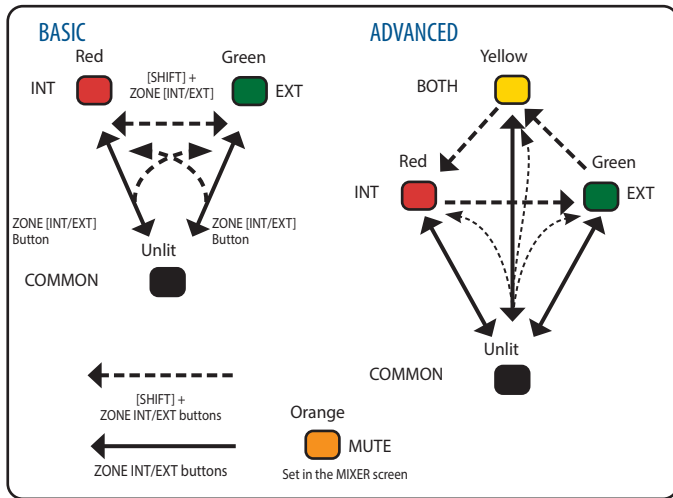 BASIC
Red
Green
INT
[SHIFT] +
ZONE [INT/EXT]
EXT
ZONE [INT/EXT]
Button
ZONE [INT/EXT]
Button
Unlit
COMMON
ADVANCED
Yellow
BOTH
Red
Green
INT
EXT
Unlit
COMMON
[SHIFT] +
ZONE INT/EXT buttons
ZONE INT/EXT buttons
Orange
MUTE
Set in the MIXER screen